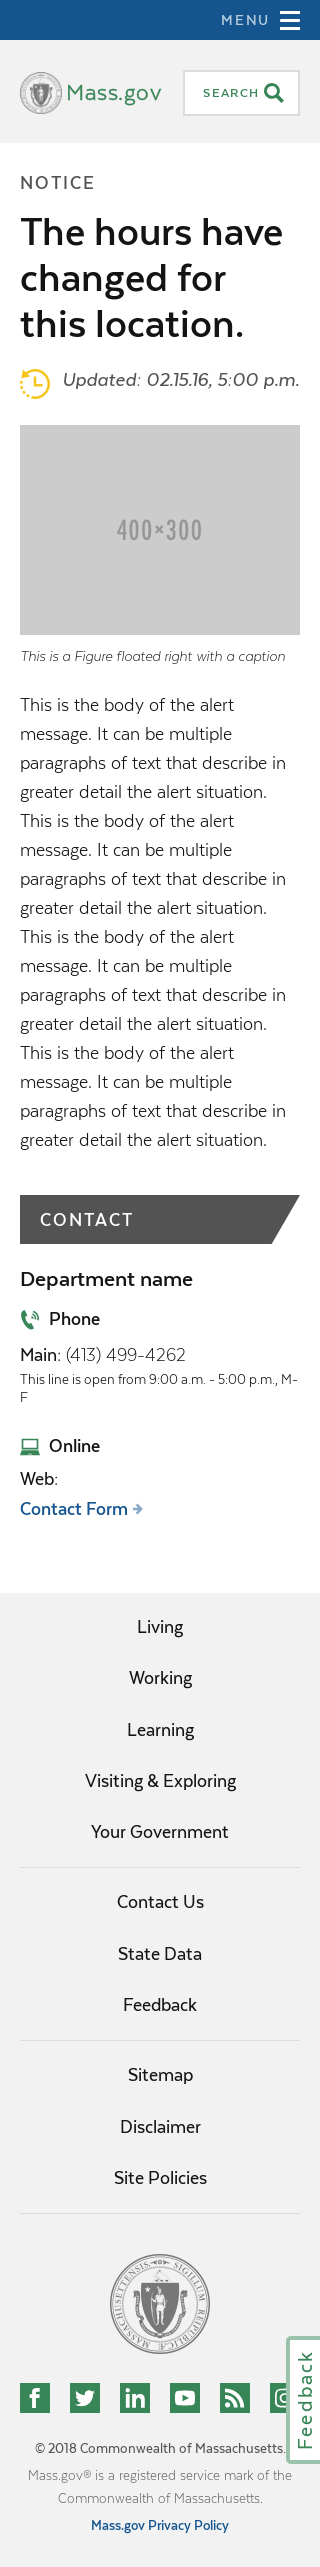 MENU
Mass.gov
SEARCH
NOTICE
The hours have
changed for
this location.
Updated: 02.15.16, 5:00 p.m.
400×300
This is a Figure floated right with a caption
This is the body of the alert
message. It can be multiple
paragraphs of text that describe in
greater detail the alert situation.
This is the body of the alert
message. It can be multiple
paragraphs of text that describe in
greater detail the alert situation.
This is the body of the alert
message. It can be multiple
paragraphs of text that describe in
greater detail the alert situation.
This is the body of the alert
message. It can be multiple
paragraphs of text that describe in
greater detail the alert situation.
CONTACT
Department name
Phone
Main: (413) 499-4262
This line is open from 9:00 a.m. - 5:00 p.m., M-
F
Online
Web:
Contact Form
Living
Working
Learning
Visiting & Exploring
Your Government
Contact Us
State Data
Feedback
Sitemap
Disclaimer
Site Policies
Feedback
© 2018 Commonwealth of Massachusetts.
Mass.gov® is a registered service mark of the
Commonwealth of Massachusetts.
Mass.gov Privacy Policy